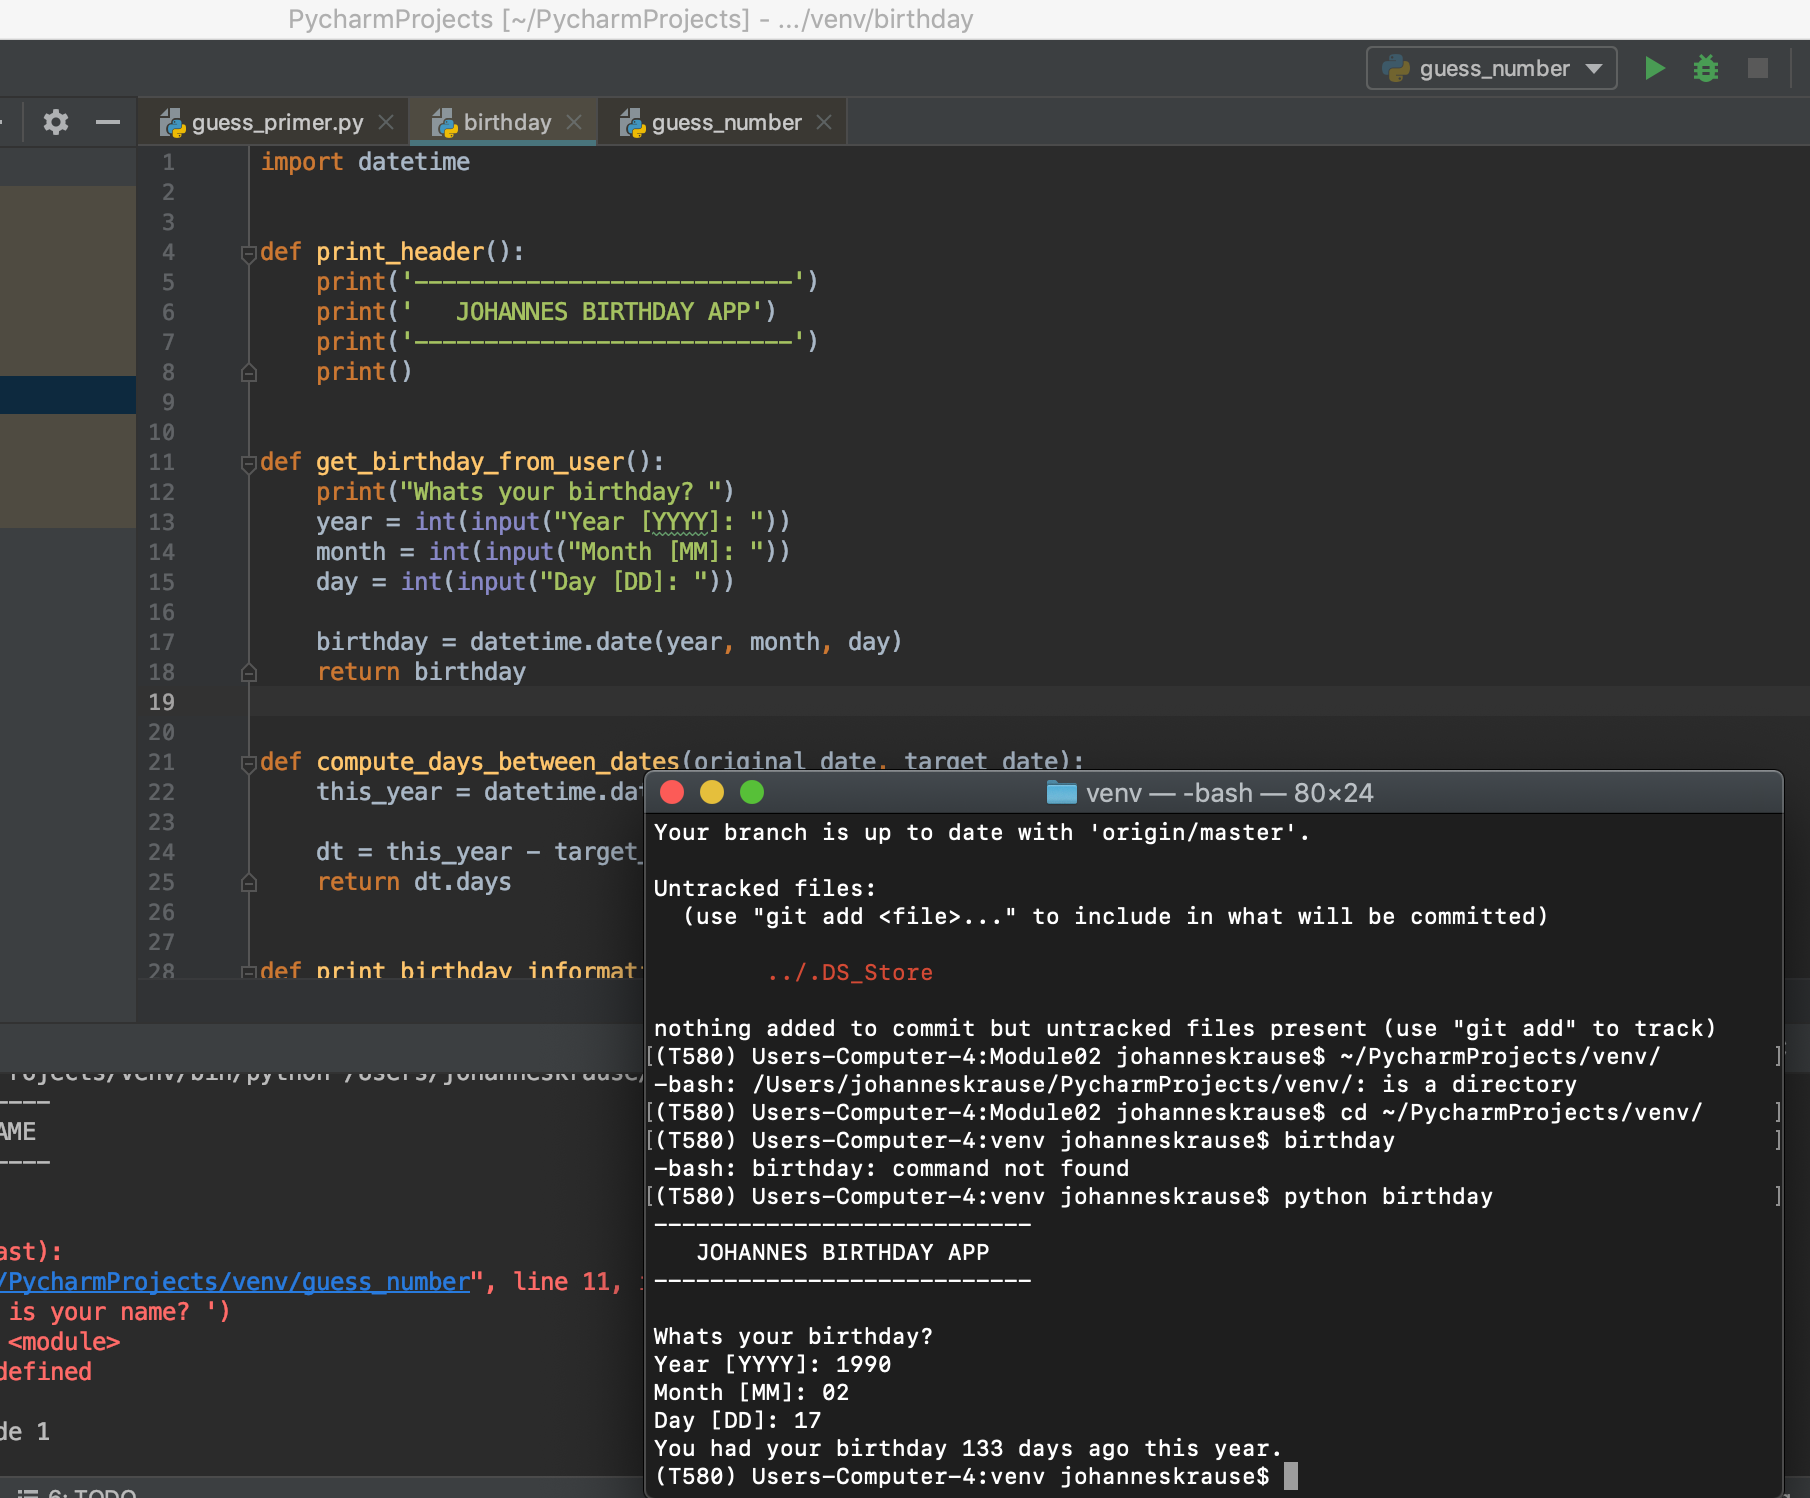 PycharmProjects [~/PycharmProjects] - .../venv/birthday
guess_number
guess_primer.py
birthday
guess_number
1 import datetime
2
3
4 def print_header():
5     print('---------------------------')
6     print('   JOHANNES BIRTHDAY APP')
7     print('---------------------------')
8     print()
9
10
11 def get_birthday_from_user():
12     print("Whats your birthday? ")
13     year = int(input("Year [YYYY]: "))
14     month = int(input("Month [MM]: "))
15     day = int(input("Day [DD]: "))
16
17     birthday = datetime.date(year, month, day)
18     return birthday
19
20
21 def compute_days_between_dates(original_date, target_date):
22     this_year = datetime.dat
23
24     dt = this_year - target_
25     return dt.days
26
27
28 def print_birthday_informat
rojects/venv/bin/python /Users/johanneskrause/
----
AME
----
ast):
/PycharmProjects/venv/guess_number", line 11,
is your name? ')
<module>
defined
de 1
6: TODO
venv — -bash — 80×24
Your branch is up to date with 'origin/master'.
Untracked files:
  (use "git add <file>..." to include in what will be committed)
        ../.DS_Store
nothing added to commit but untracked files present (use "git add" to track)
[(T580) Users-Computer-4:Module02 johanneskrause$ ~/PycharmProjects/venv/ ]
-bash: /Users/johanneskrause/PycharmProjects/venv/: is a directory
[(T580) Users-Computer-4:Module02 johanneskrause$ cd ~/PycharmProjects/venv/ ]
[(T580) Users-Computer-4:venv johanneskrause$ birthday ]
-bash: birthday: command not found
[(T580) Users-Computer-4:venv johanneskrause$ python birthday ]
---------------------------
   JOHANNES BIRTHDAY APP
---------------------------
Whats your birthday?
Year [YYYY]: 1990
Month [MM]: 02
Day [DD]: 17
You had your birthday 133 days ago this year.
(T580) Users-Computer-4:venv johanneskrause$